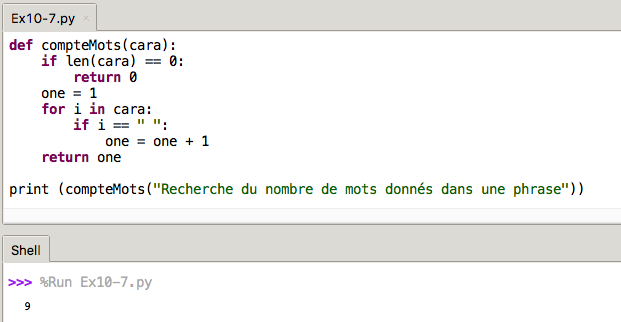 Ex10-7.py ×
def compteMots(cara):
    if len(cara) == 0:
        return 0
    one = 1
    for i in cara:
        if i == " ":
            one = one + 1
    return one
print (compteMots("Recherche du nombre de mots donnés dans une phrase"))
Shell
>>> %Run Ex10-7.py
9